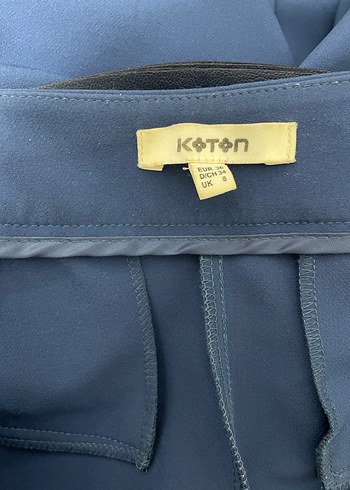 KOTON
EUR 36
D/CH 34
UK 8